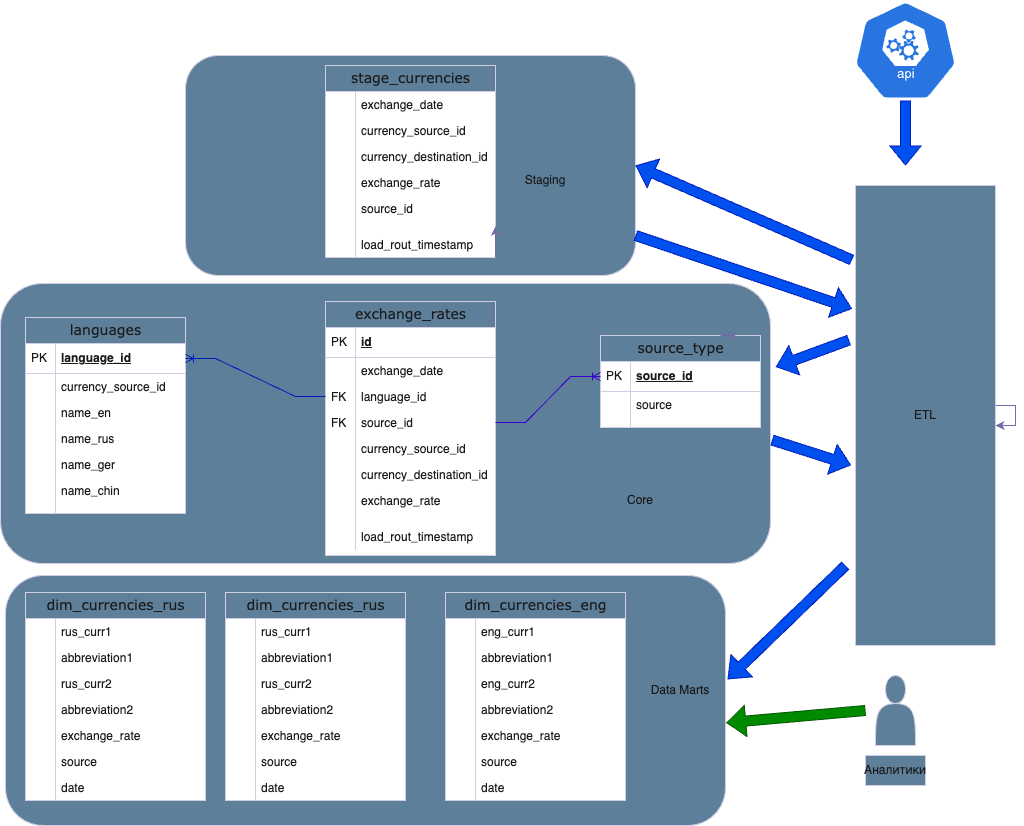 api
stage_currencies
exchange_date
currency_source_id
currency_destination_id
exchange_rate
source_id
load_rout_timestamp
Staging
languages
PK language_id
currency_source_id
name_en
name_rus
name_ger
name_chin
exchange_rates
PK id
exchange_date
FK language_id
FK source_id
currency_source_id
currency_destination_id
exchange_rate
load_rout_timestamp
source_type
PK source_id
source
Core
ETL
dim_currencies_rus
rus_curr1
abbreviation1
rus_curr2
abbreviation2
exchange_rate
source
date
dim_currencies_rus
rus_curr1
abbreviation1
rus_curr2
abbreviation2
exchange_rate
source
date
dim_currencies_eng
eng_curr1
abbreviation1
eng_curr2
abbreviation2
exchange_rate
source
date
Data Marts
Аналитики